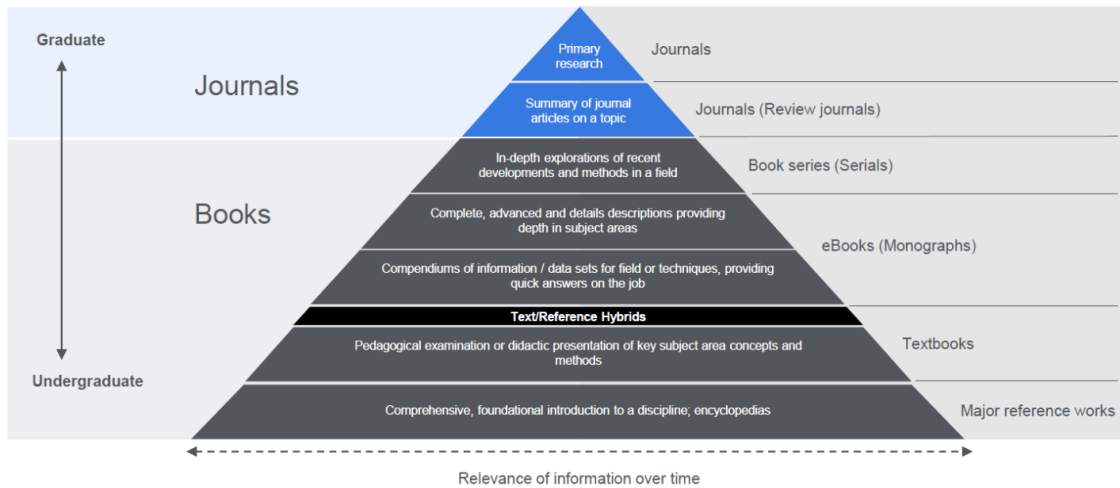 Graduate
Journals
Books
Undergraduate
Primary
research
Summary of journal
articles on a topic
In-depth explorations of recent
developments and methods in a field
Complete, advanced and details descriptions providing
depth in subject areas
Compendiums of information / data sets for field or techniques, providing
quick answers on the job
Text/Reference Hybrids
Pedagogical examination or didactic presentation of key subject area concepts and
methods
Comprehensive, foundational introduction to a discipline; encyclopedias
Journals
Journals (Review journals)
Book series (Serials)
eBooks (Monographs)
Textbooks
Major reference works
Relevance of information over time